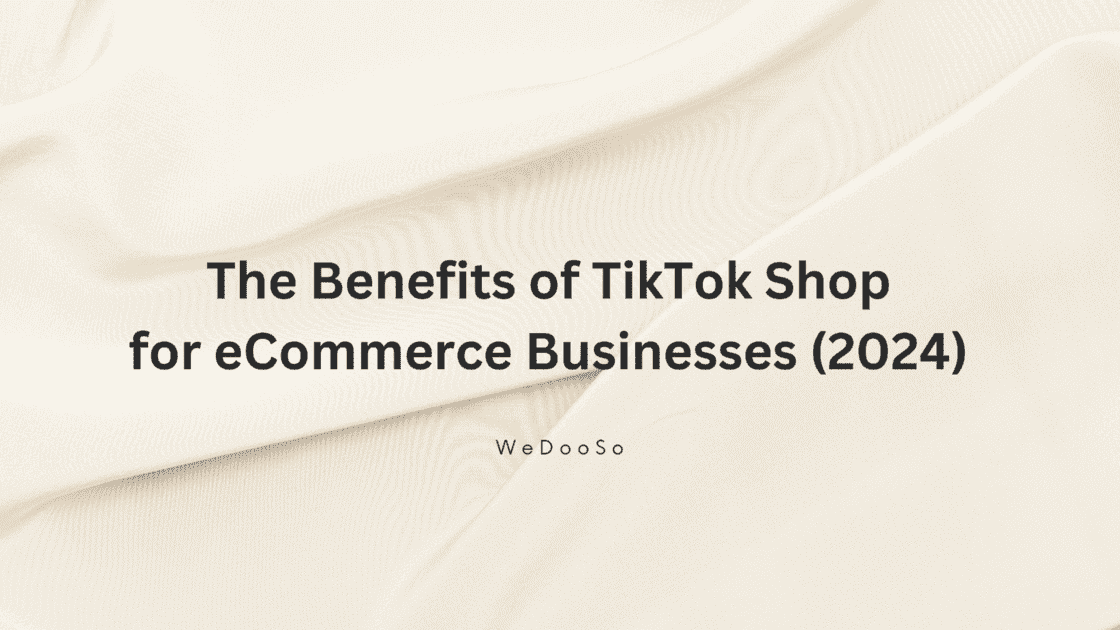 The Benefits of TikTok Shop
for eCommerce Businesses (2024)
WeDooSo